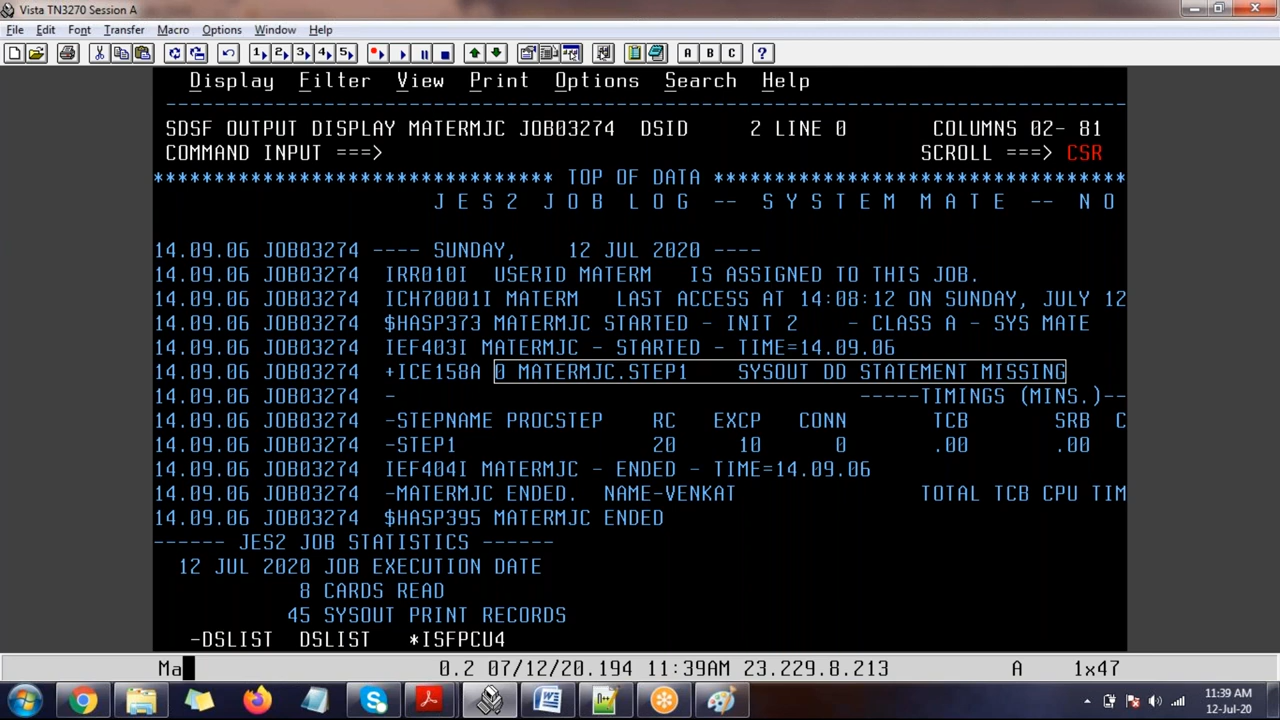 Vista TN3270 Session A
File Edit Font Transfer Macro Options Window Help
1 2 3 4 5 A B C ?
Display Filter View Print Options Search Help
--------------------------------------------------------------------------------
SDSF OUTPUT DISPLAY MATERMJC JOB03274 DSID 2 LINE 0 COLUMNS 02- 81
COMMAND INPUT ===> SCROLL ===> CSR
********************************* TOP OF DATA **********************************
J E S 2 J O B L O G -- S Y S T E M M A T E -- N O
14.09.06 JOB03274 ---- SUNDAY, 12 JUL 2020 ----
14.09.06 JOB03274 IRR010I USERID MATERM IS ASSIGNED TO THIS JOB.
14.09.06 JOB03274 ICH70001I MATERM LAST ACCESS AT 14:08:12 ON SUNDAY, JULY 12
14.09.06 JOB03274 $HASP373 MATERMJC STARTED - INIT 2 - CLASS A - SYS MATE
14.09.06 JOB03274 IEF403I MATERMJC - STARTED - TIME=14.09.06
14.09.06 JOB03274 +ICE158A 0 MATERMJC.STEP1 SYSOUT DD STATEMENT MISSING
14.09.06 JOB03274 - -----TIMINGS (MINS.)--
14.09.06 JOB03274 -STEPNAME PROCSTEP RC EXCP CONN TCB SRB C
14.09.06 JOB03274 -STEP1 20 10 0 .00 .00
14.09.06 JOB03274 IEF404I MATERMJC - ENDED - TIME=14.09.06
14.09.06 JOB03274 -MATERMJC ENDED. NAME-VENKAT TOTAL TCB CPU TIM
14.09.06 JOB03274 $HASP395 MATERMJC ENDED
------ JES2 JOB STATISTICS ------
12 JUL 2020 JOB EXECUTION DATE
8 CARDS READ
45 SYSOUT PRINT RECORDS
-DSLIST DSLIST *ISFPCU4
Ma 0.2 07/12/20.194 11:39AM 23.229.8.213 A 1x47
11:39 AM
12-Jul-20